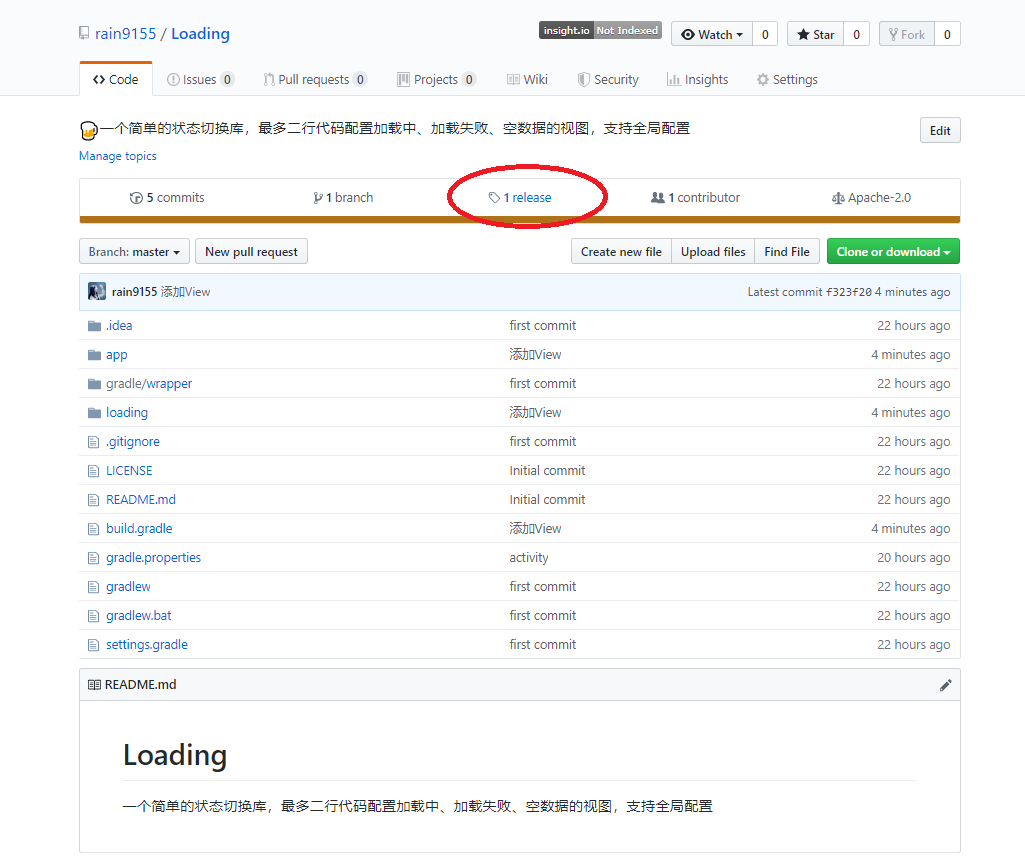 rain9155 / Loading
insight.io Not Indexed
Watch 0
Star 0
Fork 0
Code
Issues 0
Pull requests 0
Projects 0
Wiki
Security
Insights
Settings
一个简单的状态切换库，最多二行代码配置加载中、加载失败、空数据的视图，支持全局配置
Edit
Manage topics
5 commits
1 branch
1 release
1 contributor
Apache-2.0
Branch: master
New pull request
Create new file
Upload files
Find File
Clone or download
rain9155 添加View
Latest commit f323f20 4 minutes ago
.idea first commit 22 hours ago
app 添加View 4 minutes ago
gradle/wrapper first commit 22 hours ago
loading 添加View 4 minutes ago
.gitignore first commit 22 hours ago
LICENSE Initial commit 22 hours ago
README.md Initial commit 22 hours ago
build.gradle 添加View 4 minutes ago
gradle.properties activity 20 hours ago
gradlew first commit 22 hours ago
gradlew.bat first commit 22 hours ago
settings.gradle first commit 22 hours ago
README.md
Loading
一个简单的状态切换库，最多二行代码配置加载中、加载失败、空数据的视图，支持全局配置